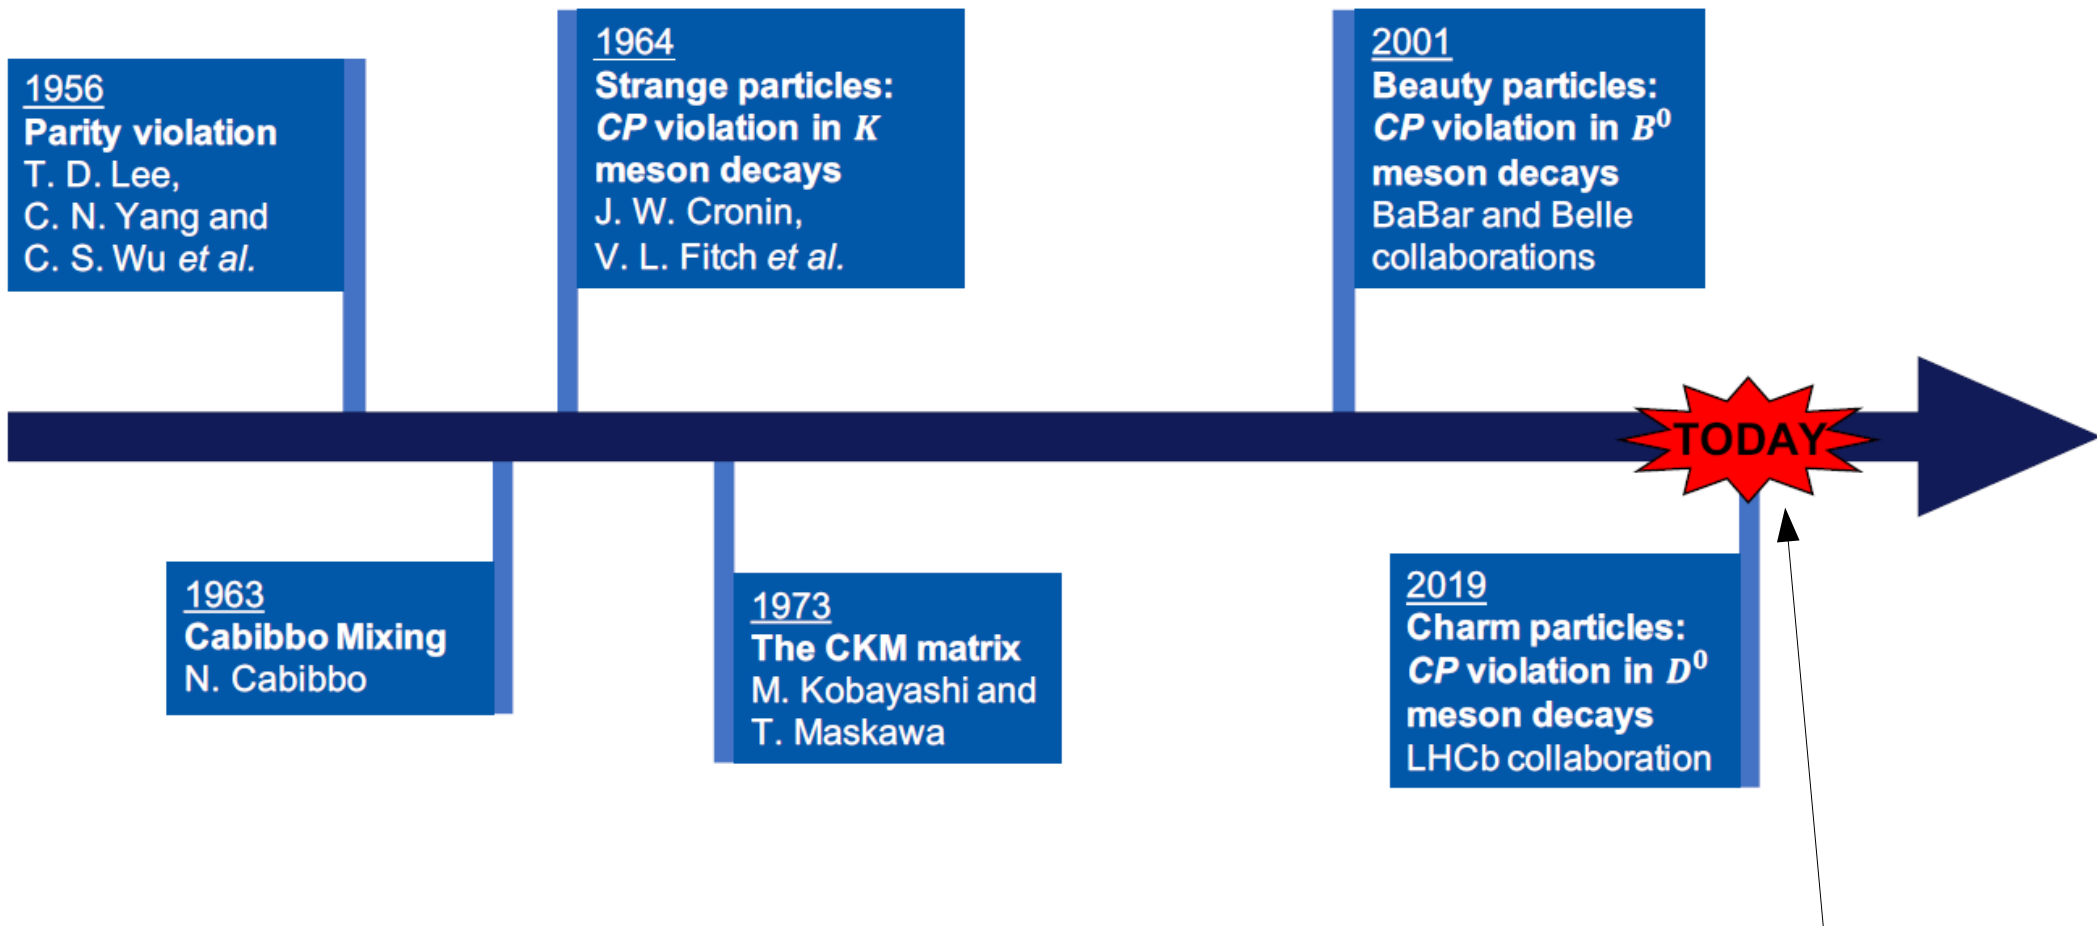 1956
Parity violation
T. D. Lee,
C. N. Yang and
C. S. Wu et al.
1964
Strange particles:
CP violation in K
meson decays
J. W. Cronin,
V. L. Fitch et al.
2001
Beauty particles:
CP violation in B⁰
meson decays
BaBar and Belle
collaborations
TODAY
1963
Cabibbo Mixing
N. Cabibbo
1973
The CKM matrix
M. Kobayashi and
T. Maskawa
2019
Charm particles:
CP violation in D⁰
meson decays
LHCb collaboration